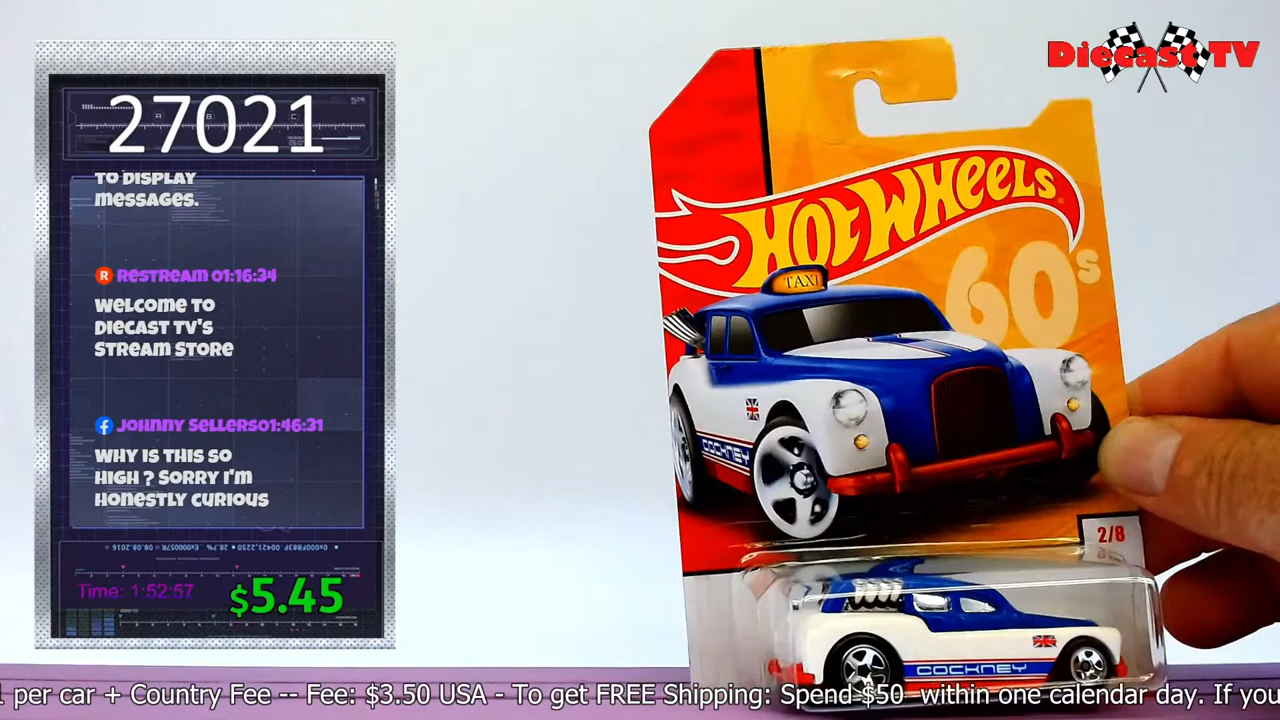 27021
TO DISPLAY
MESSAGES.
R RESTREAM 01:16:34
WELCOME TO
DIECAST TV'S
STREAM STORE
f JOHNNY SELLERS01:46:31
WHY IS THIS SO
HIGH ? SORRY I'M
HONESTLY CURIOUS
Time: 1:52:57
$5.45
Diecast TV
HOT WHEELS
60s
TAXI
COCKNEY
2/8
COCKNEY
per car + Country Fee -- Fee: $3.50 USA - To get FREE Shipping: Spend $50 within one calendar day. If you